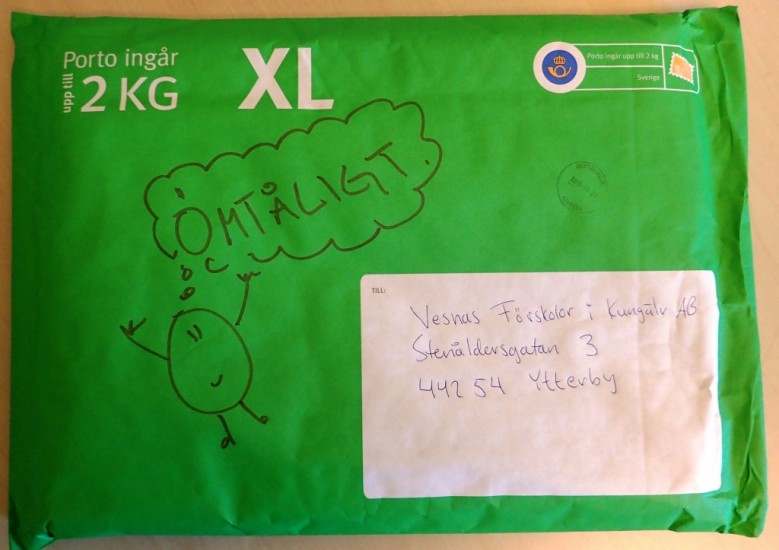 Porto ingår
upp till
2 KG
XL
Porto ingår upp till 2 kg
Sverige
ÖMTÅLIGT.
TILL:
Vesnas Förskolor i Kungälv AB
Stenåldersgatan 3
442 54 Ytterby